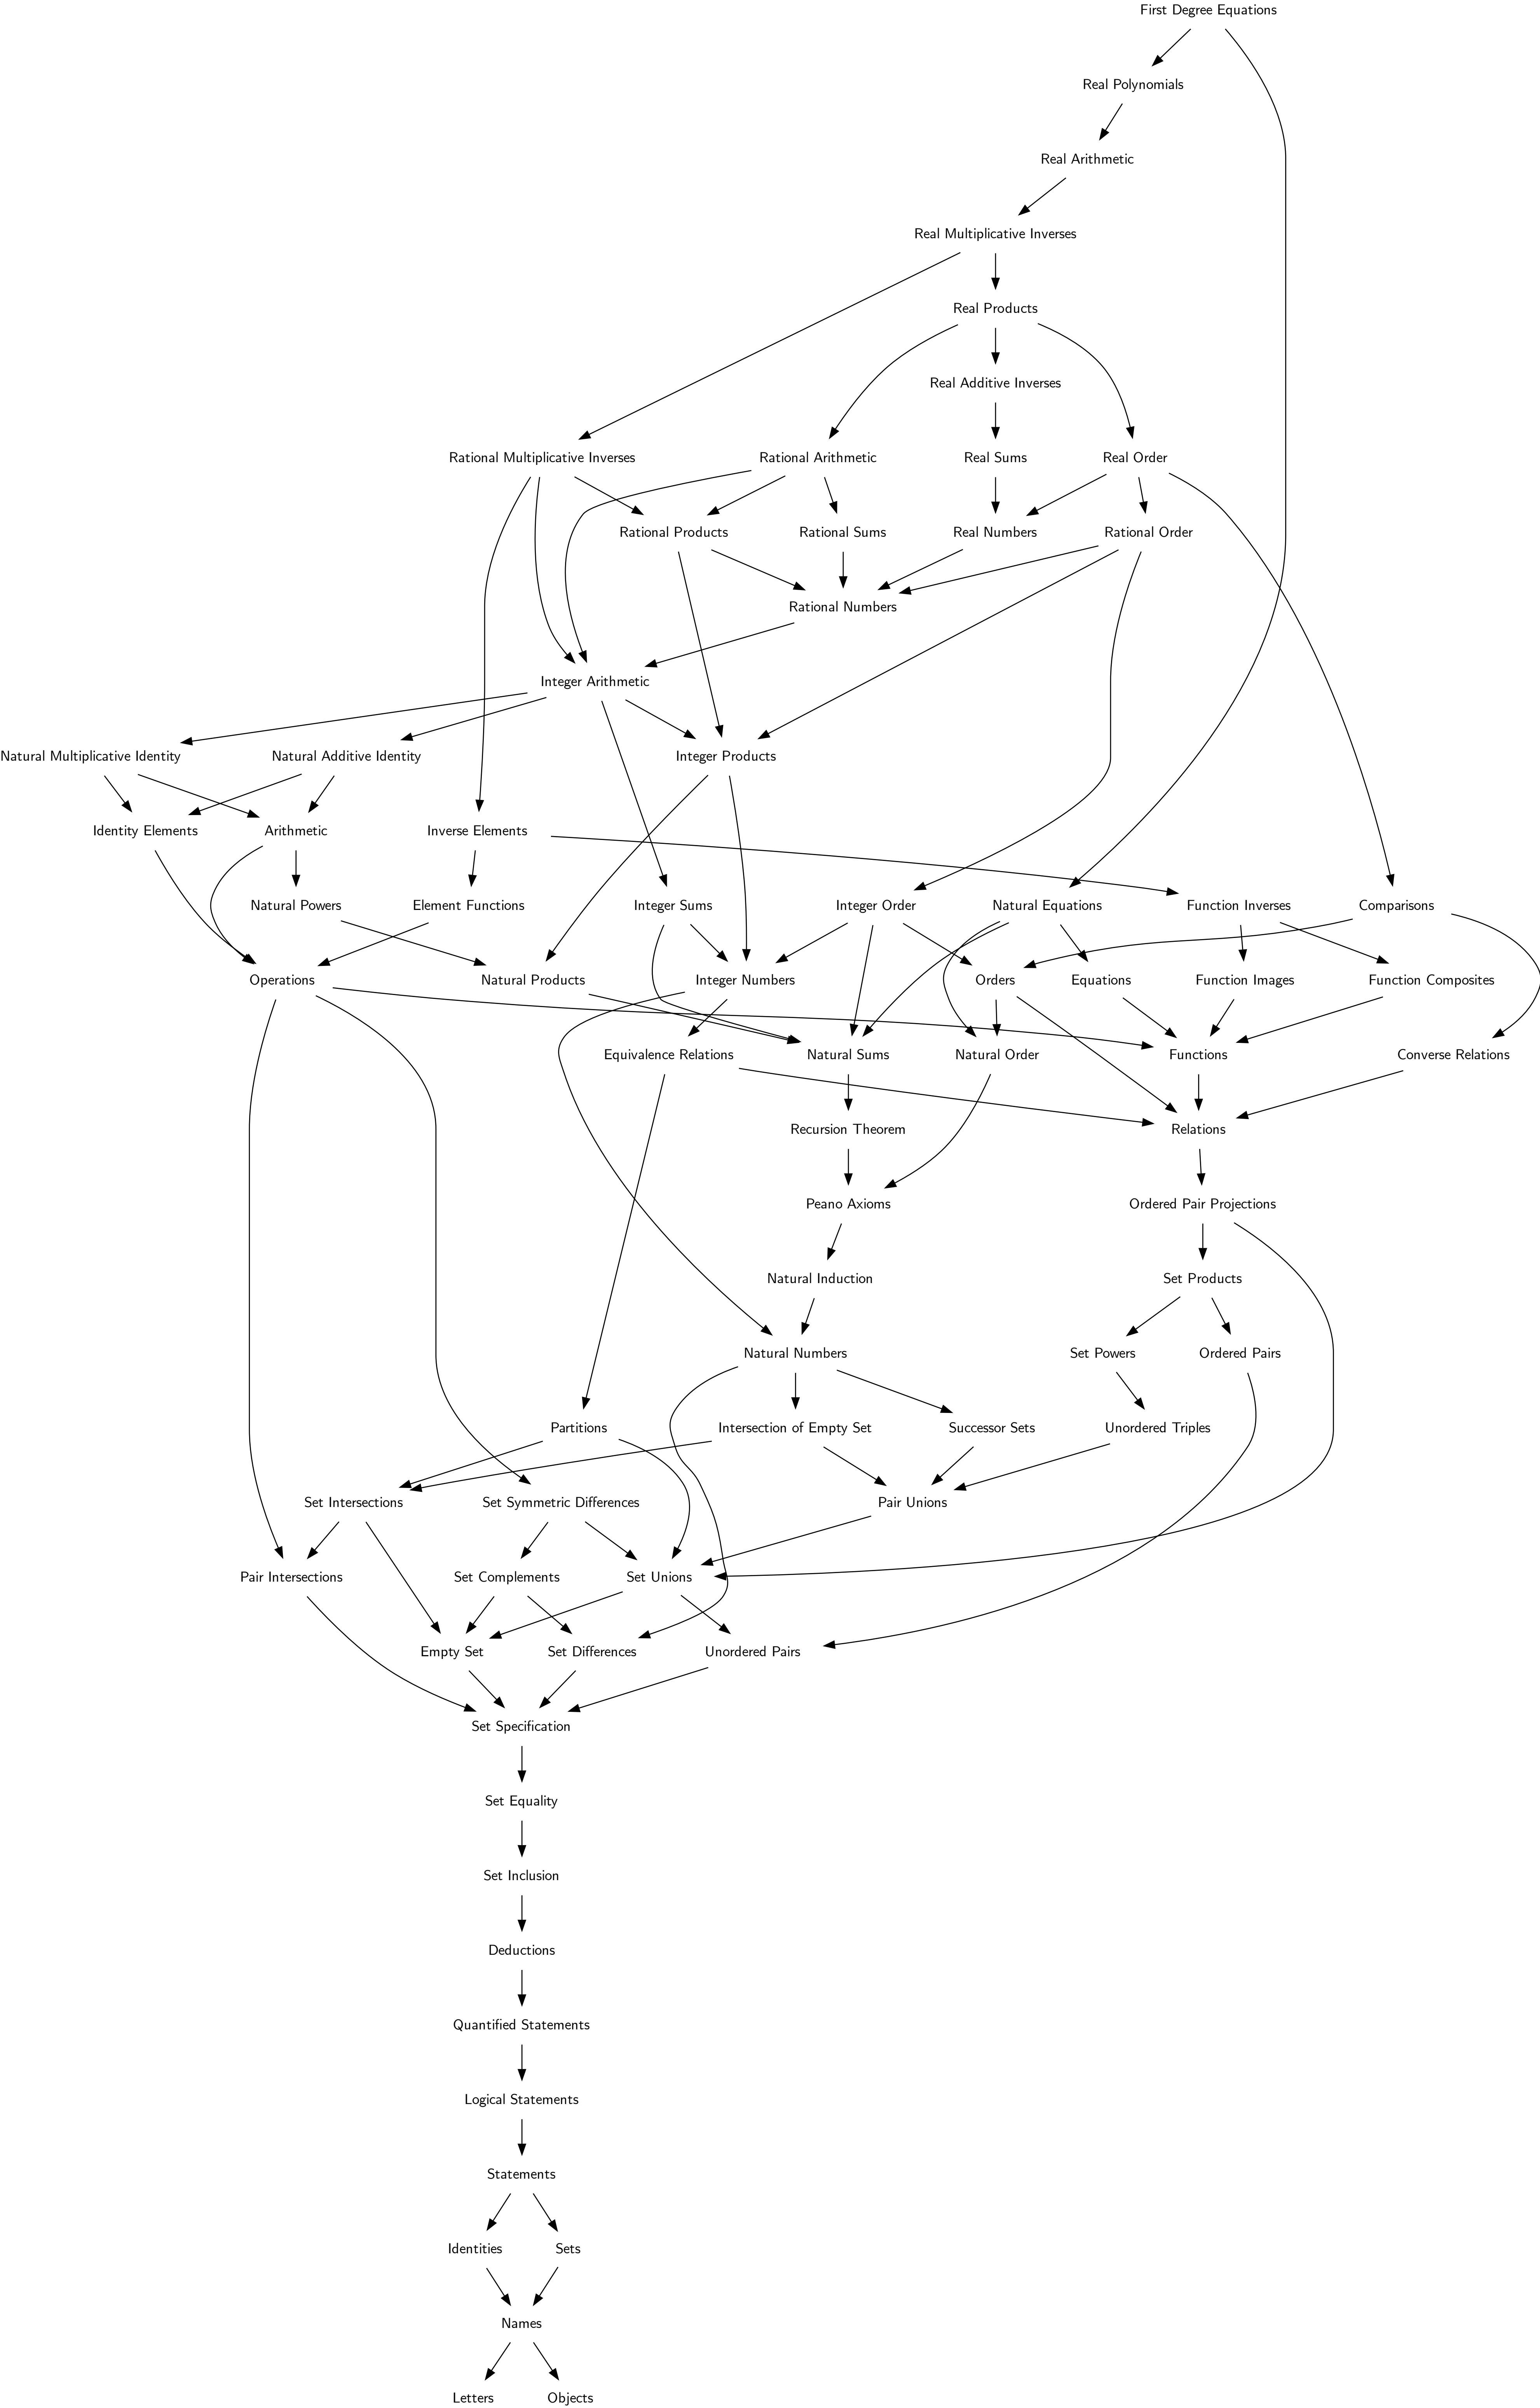 First Degree Equations
Real Polynomials
Real Arithmetic
Real Multiplicative Inverses
Real Products
Real Additive Inverses
Rational Multiplicative Inverses
Rational Arithmetic
Real Sums
Real Order
Rational Products
Rational Sums
Real Numbers
Rational Order
Rational Numbers
Integer Arithmetic
Natural Multiplicative Identity
Natural Additive Identity
Integer Products
Identity Elements
Arithmetic
Inverse Elements
Natural Powers
Element Functions
Integer Sums
Integer Order
Natural Equations
Function Inverses
Comparisons
Operations
Natural Products
Integer Numbers
Orders
Equations
Function Images
Function Composites
Equivalence Relations
Natural Sums
Natural Order
Functions
Converse Relations
Recursion Theorem
Relations
Peano Axioms
Ordered Pair Projections
Natural Induction
Set Products
Natural Numbers
Set Powers
Ordered Pairs
Partitions
Intersection of Empty Set
Successor Sets
Unordered Triples
Set Intersections
Set Symmetric Differences
Pair Unions
Pair Intersections
Set Complements
Set Unions
Empty Set
Set Differences
Unordered Pairs
Set Specification
Set Equality
Set Inclusion
Deductions
Quantified Statements
Logical Statements
Statements
Identities
Sets
Names
Letters
Objects